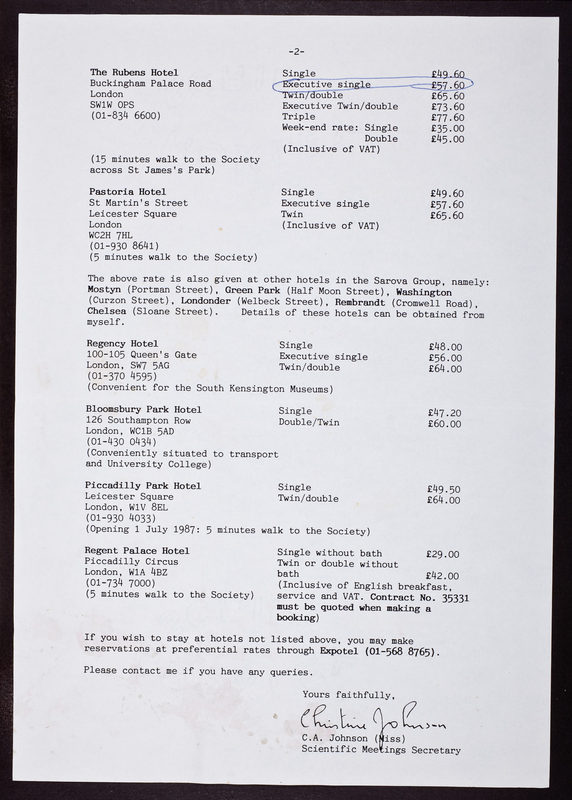 -2-
The Rubens Hotel Single £49.60
Buckingham Palace Road Executive single £57.60
London Twin/double £65.60
SW1W OPS Executive Twin/double £73.60
(01-834 6600) Triple £77.60
Week-end rate: Single £35.00
Double £45.00
(Inclusive of VAT)
(15 minutes walk to the Society
across St James's Park)
Pastoria Hotel Single £49.60
St Martin's Street Executive single £57.60
Leicester Square Twin £65.60
London (Inclusive of VAT)
WC2H 7HL
(01-930 8641)
(5 minutes walk to the Society)
The above rate is also given at other hotels in the Sarova Group, namely:
Mostyn (Portman Street), Green Park (Half Moon Street), Washington
(Curzon Street), Londonder (Welbeck Street), Rembrandt (Cromwell Road),
Chelsea (Sloane Street). Details of these hotels can be obtained from
myself.
Regency Hotel Single £48.00
100-105 Queen's Gate Executive single £56.00
London, SW7 5AG Twin/double £64.00
(01-370 4595)
(Convenient for the South Kensington Museums)
Bloomsbury Park Hotel Single £47.20
126 Southampton Row Double/Twin £60.00
London, WC1B 5AD
(01-430 0434)
(Conveniently situated to transport
and University College)
Piccadilly Park Hotel Single £49.50
Leicester Square Twin/double £64.00
London, W1V 8EL
(01-930 4033)
(Opening 1 July 1987: 5 minutes walk to the Society)
Regent Palace Hotel Single without bath £29.00
Piccadilly Circus Twin or double without
London, W1A 4BZ bath £42.00
(01-734 7000) (Inclusive of English breakfast,
(5 minutes walk to Society) service and VAT. Contract No. 35331
must be quoted when making a
booking)
If you wish to stay at hotels not listed above, you may make
reservations at preferential rates through Expotel (01-568 8765).
Please contact me if you have any queries.
Yours faithfully,
Christine Johnson
C.A. Johnson (Miss)
Scientific Meetings Secretary